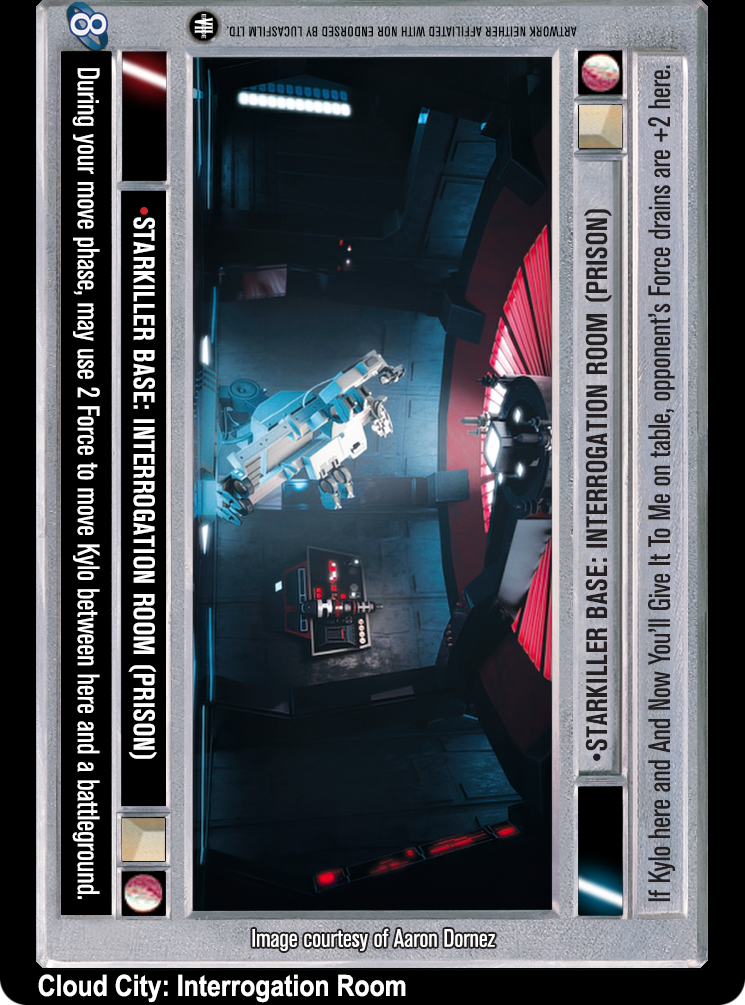 8
ARTWORK NEITHER AFFILIATED WITH NOR ENDORSED BY LUCASFILM LTD.
During your move phase, may use 2 Force to move Kylo between here and a battleground.
•STARKILLER BASE: INTERROGATION ROOM (PRISON)
•STARKILLER BASE: INTERROGATION ROOM (PRISON)
If Kylo here and And Now You'll Give It To Me on table, opponent's Force drains are +2 here.
Image courtesy of Aaron Dornez
Cloud City: Interrogation Room